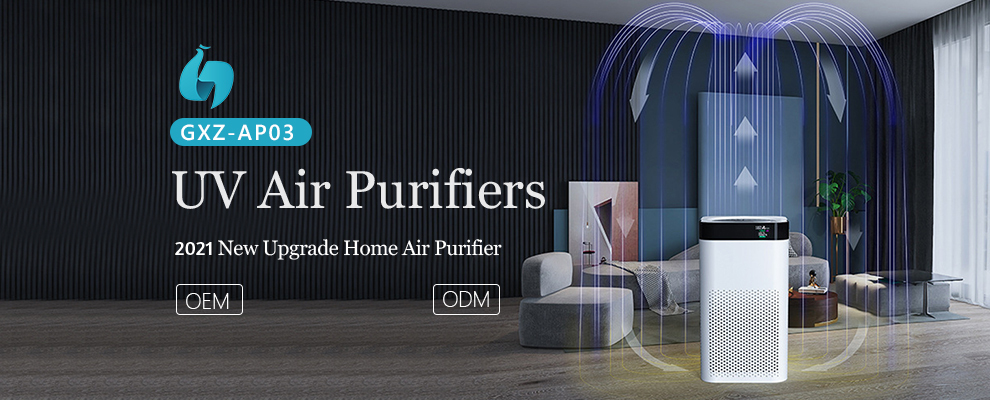 GXZ-AP03
UV Air Purifiers
2021 New Upgrade Home Air Purifier
OEM
ODM